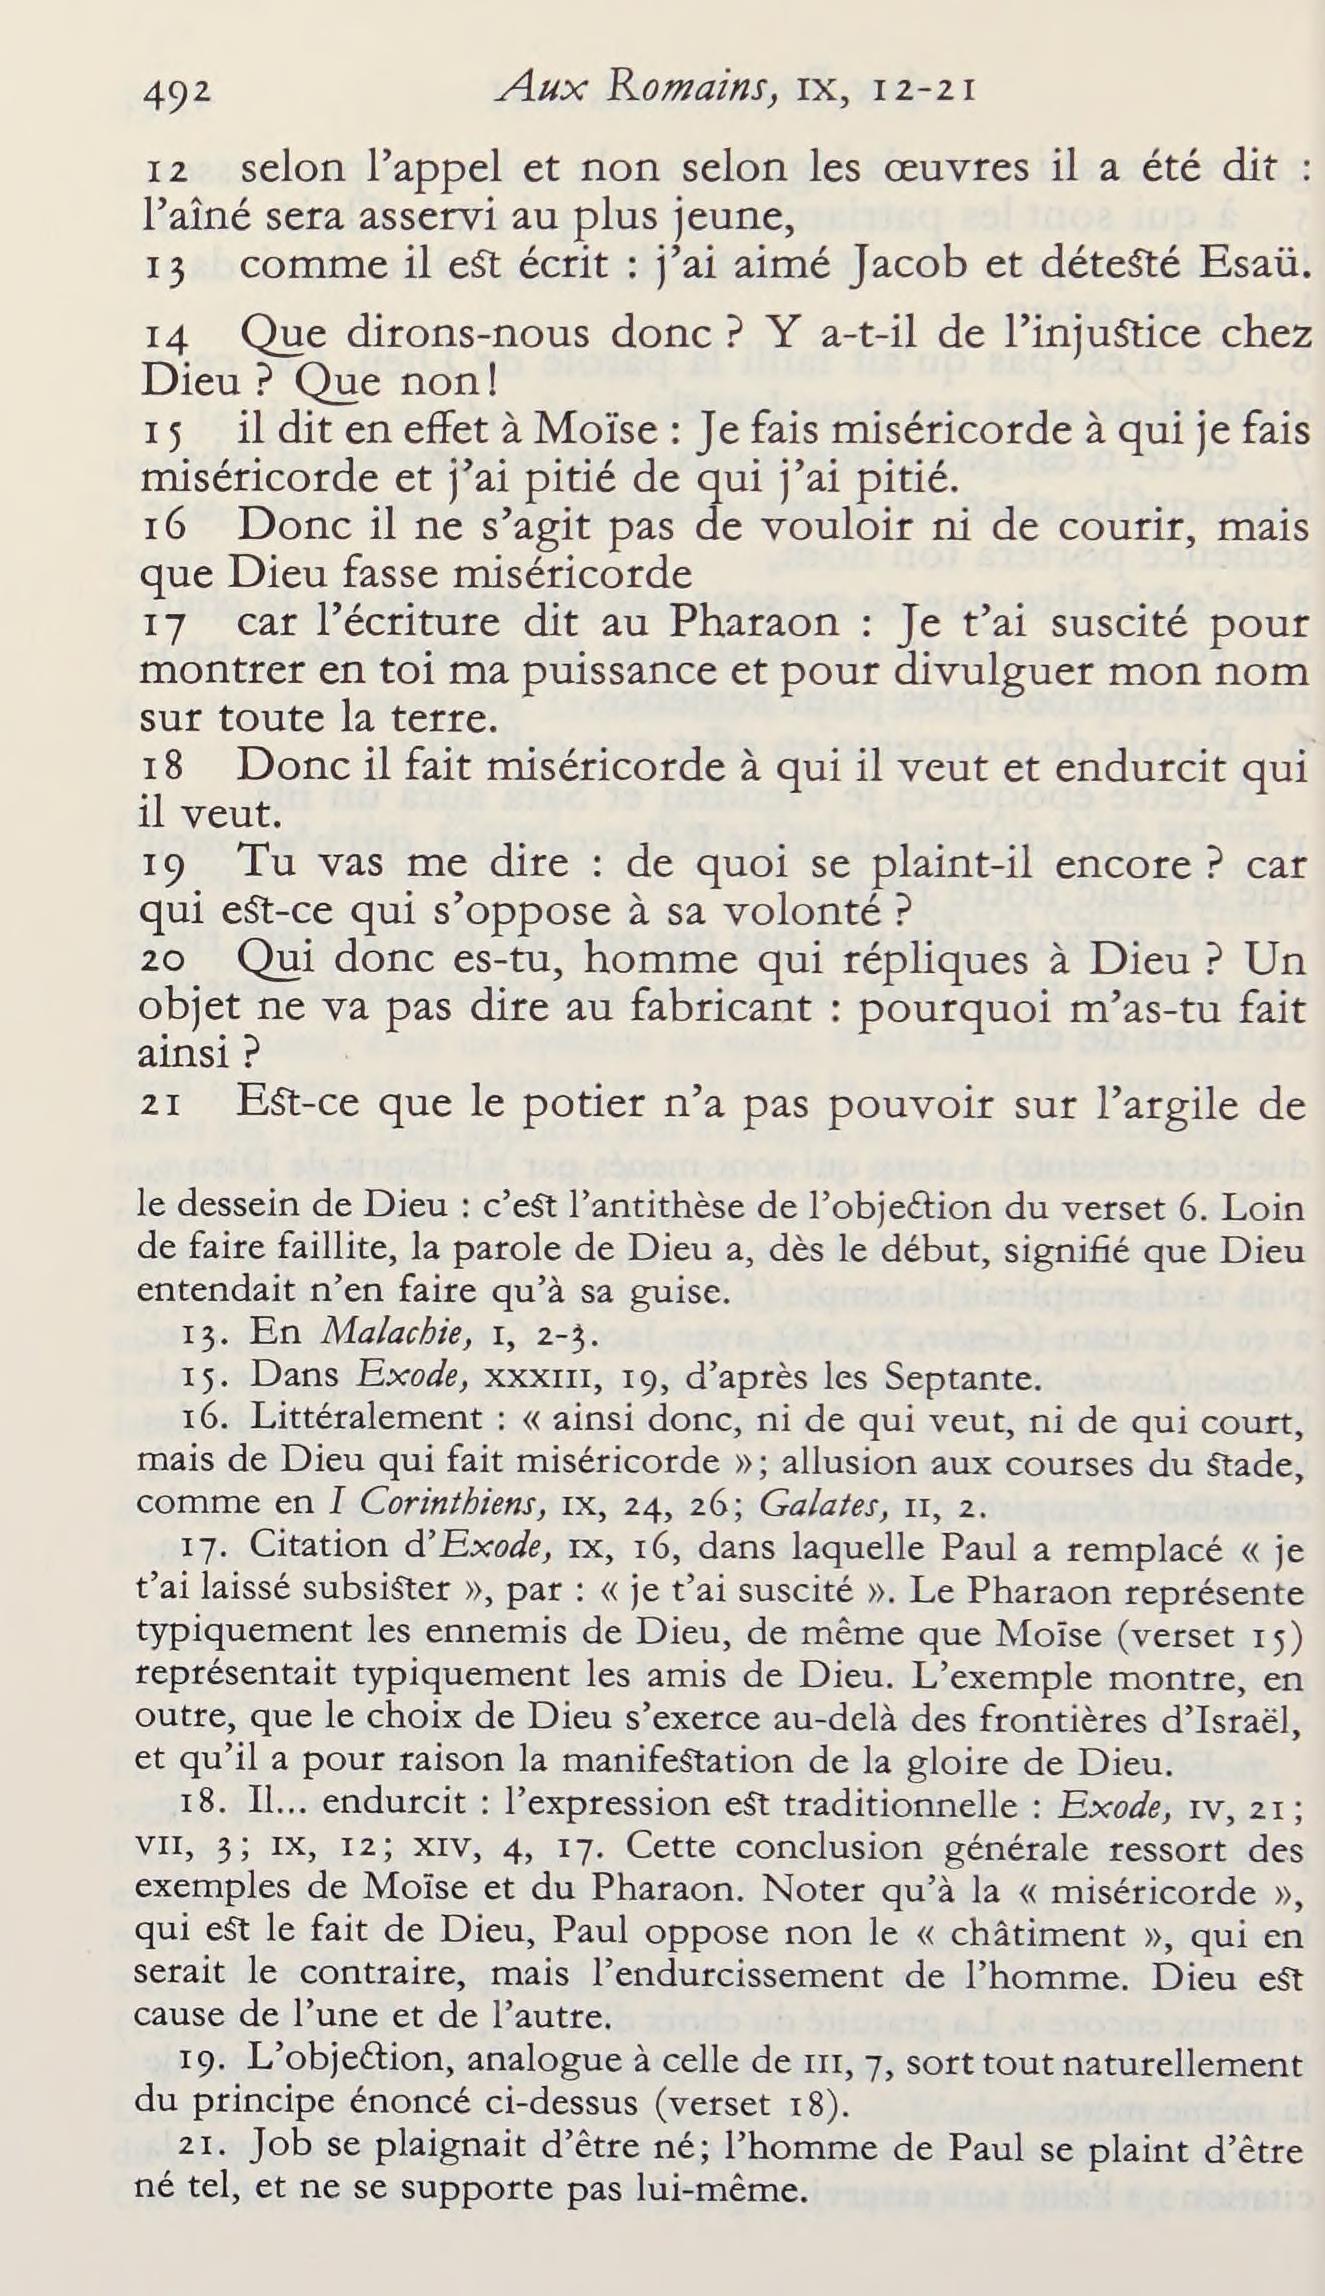 492 Aux Romains, IX, 12-21
12 selon l’appel et non selon les œuvres il a été dit :
l’aîné sera asservi au plus jeune,
13 comme il est écrit : j’ai aimé Jacob et détesté Esaü.
14 Que dirons-nous donc ? Y a-t-il de l’injustice chez
Dieu ? Que non !
15 il dit en effet à Moïse : Je fais miséricorde à qui je fais
miséricorde et j’ai pitié de qui j’ai pitié.
16 Donc il ne s’agit pas de vouloir ni de courir, mais
que Dieu fasse miséricorde
17 car l’écriture dit au Pharaon : Je t’ai suscité pour
montrer en toi ma puissance et pour divulguer mon nom
sur toute la terre.
18 Donc il fait miséricorde à qui il veut et endurcit qui
il veut.
19 Tu vas me dire : de quoi se plaint-il encore ? car
qui est-ce qui s’oppose à sa volonté ?
20 Qui donc es-tu, homme qui répliques à Dieu ? Un
objet ne va pas dire au fabricant : pourquoi m’as-tu fait
ainsi ?
21 Est-ce que le potier n’a pas pouvoir sur l’argile de
le dessein de Dieu : c’est l’antithèse de l’objection du verset 6. Loin
de faire faillite, la parole de Dieu a, dès le début, signifié que Dieu
entendait n’en faire qu’à sa guise.
13. En Malachie, I, 2-3.
15. Dans Exode, XXXIII, 19, d’après les Septante.
16. Littéralement : « ainsi donc, ni de qui veut, ni de qui court,
mais de Dieu qui fait miséricorde »; allusion aux courses du stade,
comme en I Corinthiens, IX, 24, 26; Galates, II, 2.
17. Citation d’Exode, IX, 16, dans laquelle Paul a remplacé « je
t’ai laissé subsister », par : « je t’ai suscité ». Le Pharaon représente
typiquement les ennemis de Dieu, de même que Moïse (verset 15)
représentait typiquement les amis de Dieu. L’exemple montre, en
outre, que le choix de Dieu s’exerce au-delà des frontières d’Israël,
et qu’il a pour raison la manifestation de la gloire de Dieu.
18. Il... endurcit : l’expression est traditionnelle : Exode, IV, 21;
VII, 3; IX, 12; XIV, 4, 17. Cette conclusion générale ressort des
exemples de Moïse et du Pharaon. Noter qu’à la « miséricorde »,
qui est le fait de Dieu, Paul oppose non le « châtiment », qui en
serait le contraire, mais l’endurcissement de l’homme. Dieu est
cause de l’une et de l’autre.
19. L’objection, analogue à celle de III, 7, sort tout naturellement
du principe énoncé ci-dessus (verset 18).
21. Job se plaignait d’être né; l’homme de Paul se plaint d’être
né tel, et ne se supporte pas lui-même.